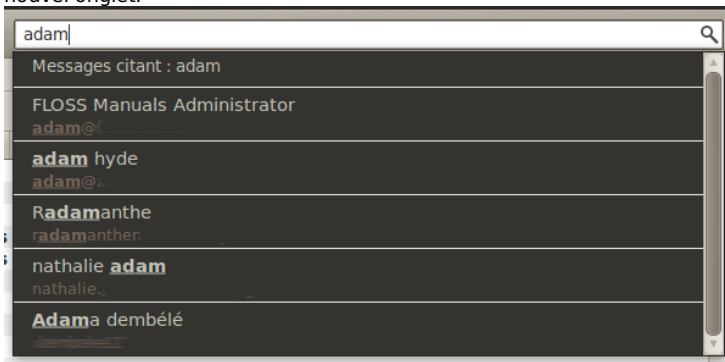 nouvel onglet.
adam
Messages citant : adam
FLOSS Manuals Administrator
adam@
adam hyde
adam@
Radamanthe
radamanthen
nathalie adam
nathalie.
Adama dembélé